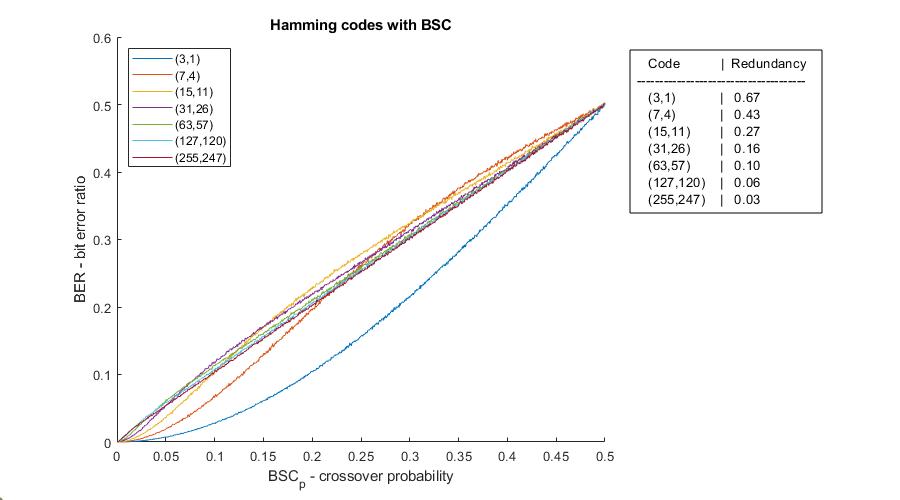 Hamming codes with BSC
0.6
0.5
0.4
0.3
0.2
0.1
0
BER - bit error ratio
(3,1)
(7,4)
(15,11)
(31,26)
(63,57)
(127,120)
(255,247)
0 0.05 0.1 0.15 0.2 0.25 0.3 0.35 0.4 0.45 0.5
BSCp - crossover probability
Code | Redundancy
------------------------------------
(3,1) | 0.67
(7,4) | 0.43
(15,11) | 0.27
(31,26) | 0.16
(63,57) | 0.10
(127,120) | 0.06
(255,247) | 0.03